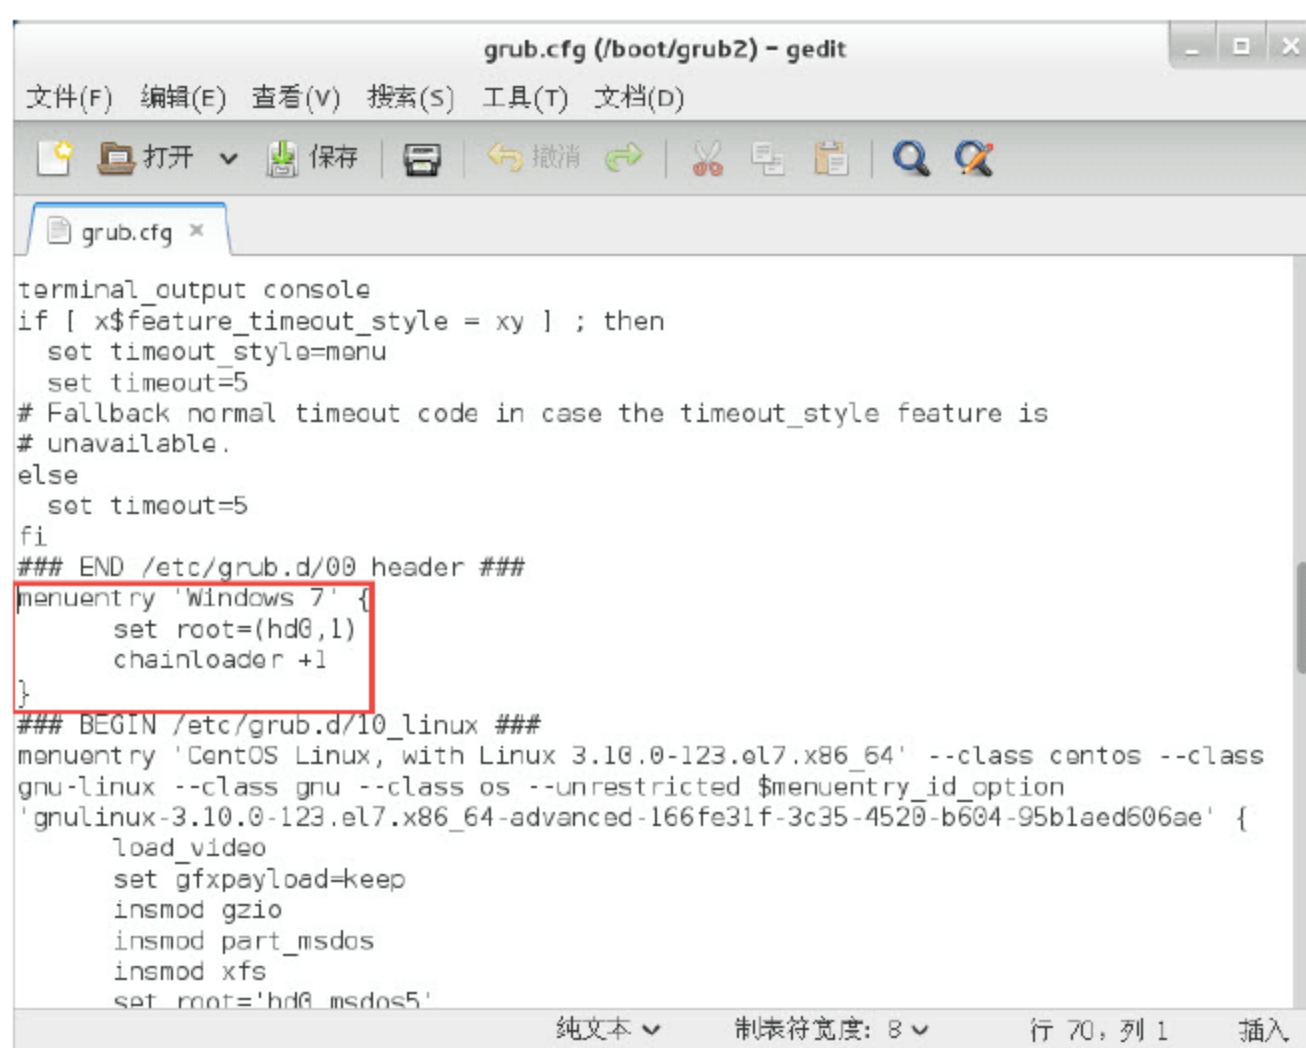 grub.cfg (/boot/grub2) - gedit
文件(F) 编辑(E) 查看(V) 搜索(S) 工具(T) 文档(D)
打开 保存 撤消
grub.cfg
terminal_output console
if [ x$feature_timeout_style = xy ] ; then
  set timeout_style=menu
  set timeout=5
# Fallback normal timeout code in case the timeout_style feature is
# unavailable.
else
  set timeout=5
fi
### END /etc/grub.d/00_header ###
menuentry 'Windows 7' {
      set root=(hd0,1)
      chainloader +1
}
### BEGIN /etc/grub.d/10_linux ###
menuentry 'CentOS Linux, with Linux 3.10.0-123.el7.x86_64' --class centos --class
gnu-linux --class gnu --class os --unrestricted $menuentry_id_option
'gnulinux-3.10.0-123.el7.x86_64-advanced-166fe31f-3c35-4520-b604-95b1aed606ae' {
      load_video
      set gfxpayload=keep
      insmod gzio
      insmod part_msdos
      insmod xfs
      set root='hd0,msdos5'
纯文本 制表符宽度: 8 行 70，列 1 插入